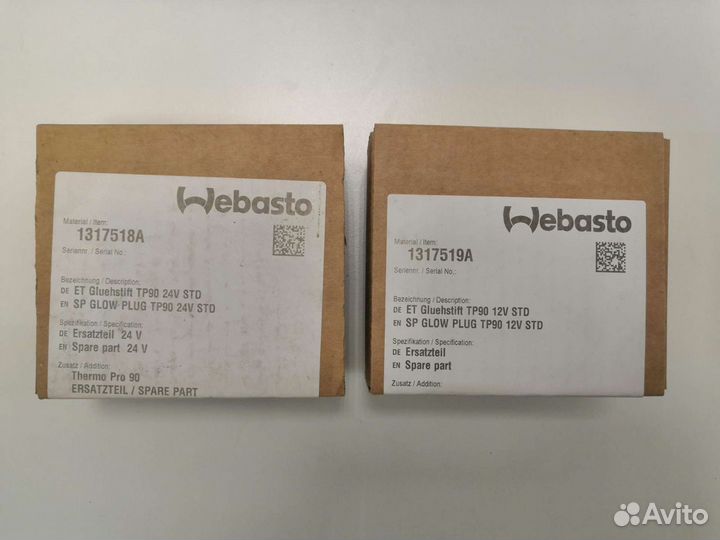 Webasto
Material / Item:
1317518A
Seriennr. / Serial No.:
Bezeichnung / Description:
DE ET Gluehstift TP90 24V STD
EN SP GLOW PLUG TP90 24V STD
Spezifikation / Specification:
DE Ersatzteil 24 V
EN Spare part 24 V
Zusatz / Addition:
Thermo Pro 90
ERSATZTEIL / SPARE PART
Webasto
Material / Item:
1317519A
Seriennr. / Serial No.:
Bezeichnung / Description:
DE ET Gluehstift TP90 12V STD
EN SP GLOW PLUG TP90 12V STD
Spezifikation / Specification:
DE Ersatzteil
EN Spare part
Zusatz / Addition:
Avito